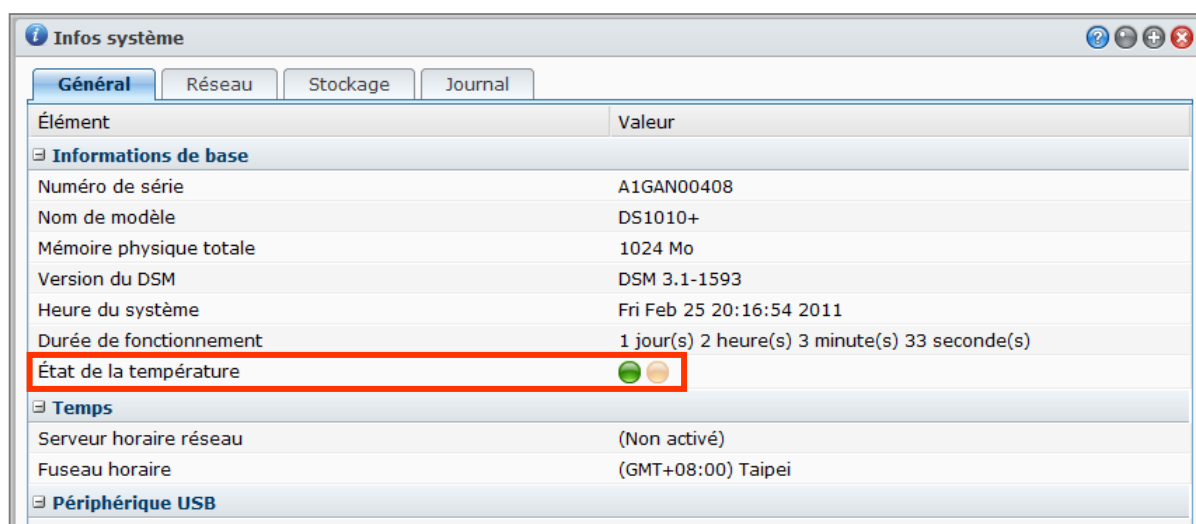 Infos système
Général Réseau Stockage Journal
Élément Valeur
Informations de base
Numéro de série A1GAN00408
Nom de modèle DS1010+
Mémoire physique totale 1024 Mo
Version du DSM DSM 3.1-1593
Heure du système Fri Feb 25 20:16:54 2011
Durée de fonctionnement 1 jour(s) 2 heure(s) 3 minute(s) 33 seconde(s)
État de la température
Temps
Serveur horaire réseau (Non activé)
Fuseau horaire (GMT+08:00) Taipei
Périphérique USB